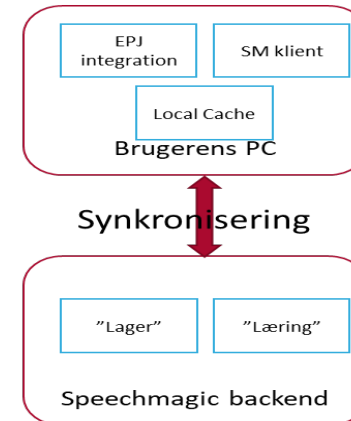 EPJ
integration
SM klient
Local Cache
Brugerens PC
Synkronisering
”Lager”
”Læring”
Speechmagic backend